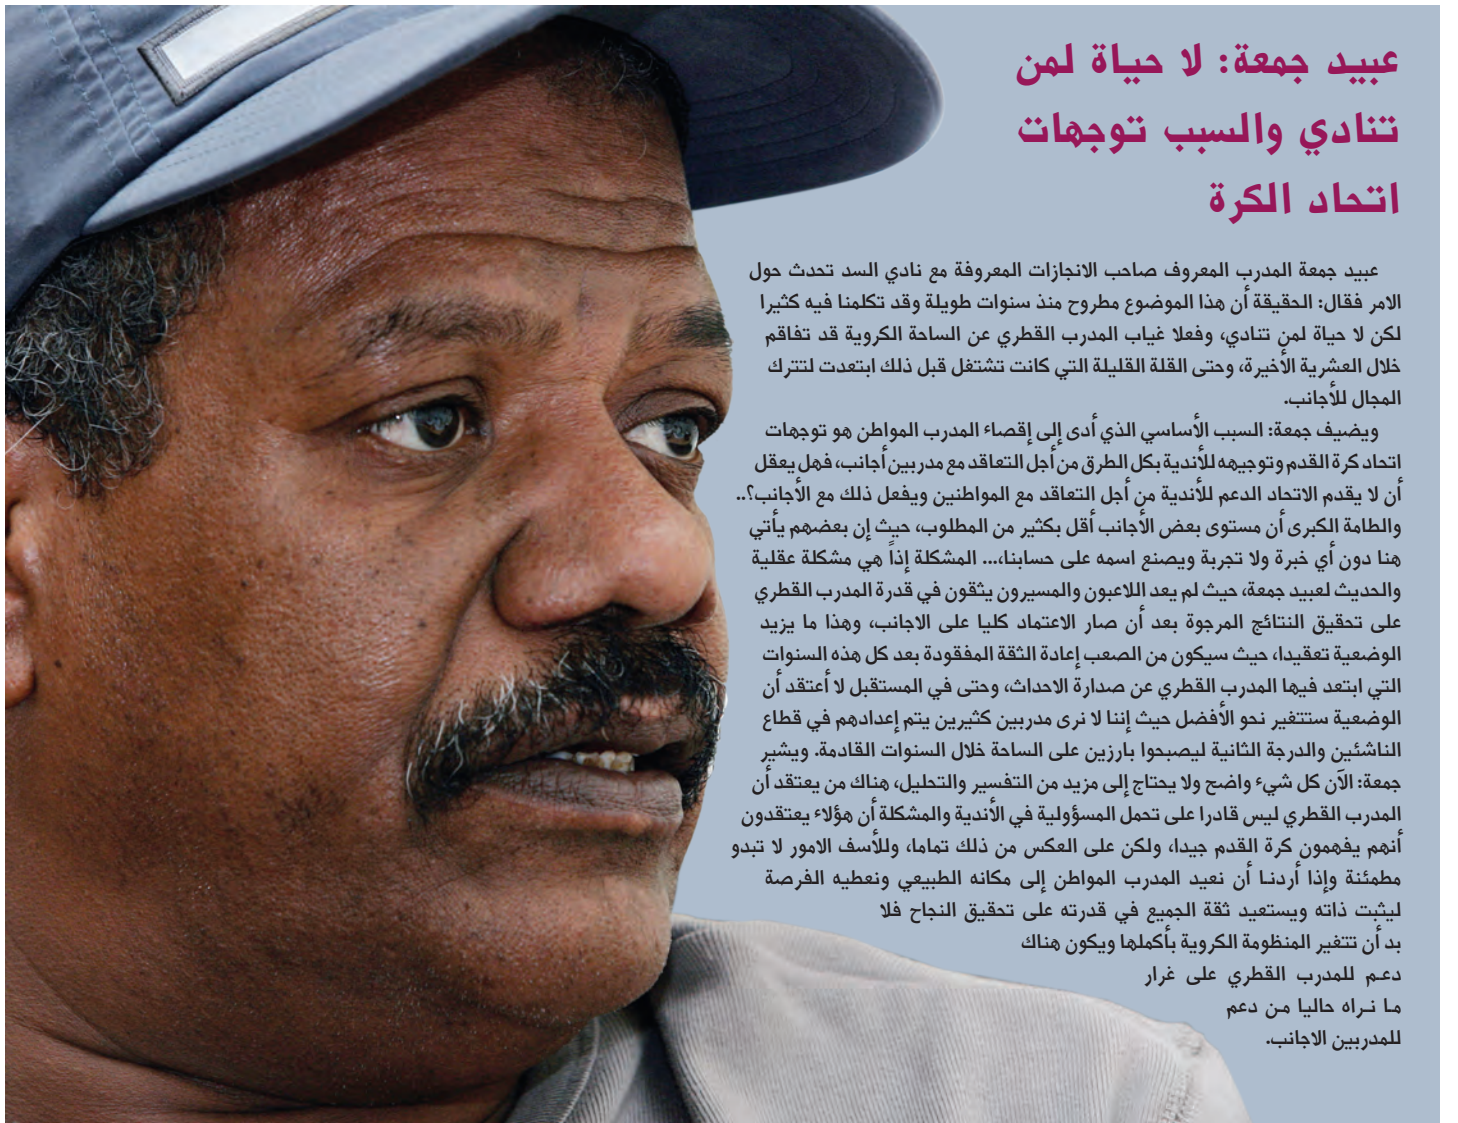 عبيد جمعة: لا حياة لمن
تنادي والسبب توجهات
اتحاد الكرة
عبيد جمعة المدرب المعروف صاحب الانجازات المعروفة مع نادي السد تحدث حول
الامر فقال: الحقيقة أن هذا الموضوع مطروح منذ سنوات طويلة وقد تكلمنا فيه كثيرا
لكن لا حياة لمن تنادي، وفعلا غياب المدرب القطري عن الساحة الكروية قد تفاقم
خلال العشرية الأخيرة، وحتى القلة القليلة التي كانت تشتغل قبل ذلك ابتعدت لتترك
المجال للأجانب.
ويضيف جمعة: السبب الأساسي الذي أدى إلى إقصاء المدرب المواطن هو توجهات
اتحاد كرة القدم وتوجيهه للأندية بكل الطرق من أجل التعاقد مع مدربين أجانب، فهل يعقل
أن لا يقدم الاتحاد الدعم للأندية من أجل التعاقد مع المواطنين ويفعل ذلك مع الأجانب؟..
والطامة الكبرى أن مستوى بعض الأجانب أقل بكثير من المطلوب، حيث إن بعضهم يأتي
هنا دون أي خبرة ولا تجربة ويصنع اسمه على حسابنا،... المشكلة إذاً هي مشكلة عقلية
والحديث لعبيد جمعة، حيث لم يعد اللاعبون والمسيرون يثقون في قدرة المدرب القطري
على تحقيق النتائج المرجوة بعد أن صار الاعتماد كليا على الاجانب، وهذا ما يزيد
الوضعية تعقيدا، حيث سيكون من الصعب إعادة الثقة المفقودة بعد كل هذه السنوات
التي ابتعد فيها المدرب القطري عن صدارة الاحداث، وحتى في المستقبل لا أعتقد أن
الوضعية ستتغير نحو الأفضل حيث إننا لا نرى مدربين كثيرين يتم إعدادهم في قطاع
الناشئين والدرجة الثانية ليصبحوا بارزين على الساحة خلال السنوات القادمة. ويشير
جمعة: الآن كل شيء واضح ولا يحتاج إلى مزيد من التفسير والتحليل، هناك من يعتقد أن
المدرب القطري ليس قادرا على تحمل المسؤولية في الأندية والمشكلة أن هؤلاء يعتقدون
أنهم يفهمون كرة القدم جيدا، ولكن على العكس من ذلك تماما، وللأسف الامور لا تبدو
مطمئنة وإذا أردنا أن نعيد المدرب المواطن إلى مكانه الطبيعي ونعطيه الفرصة
ليثبت ذاته ويستعيد ثقة الجميع في قدرته على تحقيق النجاح فلا
بد أن تتغير المنظومة الكروية بأكملها ويكون هناك
دعم للمدرب القطري على غرار
ما نراه حاليا من دعم
للمدربين الاجانب.